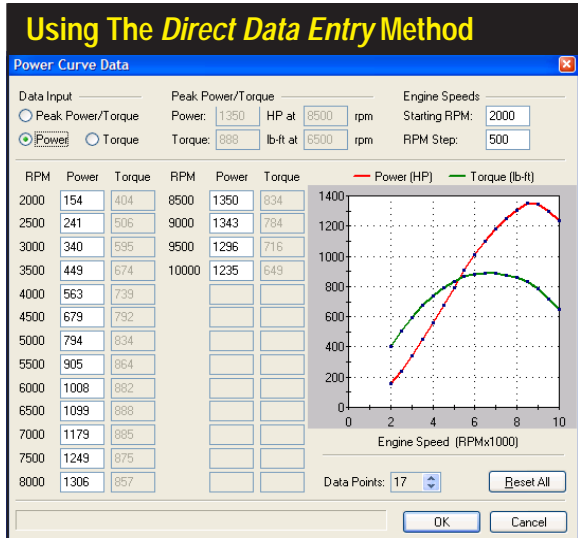 Using The Direct Data Entry Method
Power Curve Data
Data Input Peak Power/Torque Engine Speeds
Peak Power/Torque Power: 1350 HP at 8500 rpm Starting RPM: 2000
Power Torque Torque: 888 lb-ft at 6500 rpm RPM Step: 500
RPM Power Torque RPM Power Torque
2000 154 404 8500 1350 834
2500 241 506 9000 1343 784
3000 340 595 9500 1296 716
3500 449 674 10000 1235 649
4000 563 739
4500 679 792
5000 794 834
5500 905 864
6000 1008 882
6500 1099 888
7000 1179 885
7500 1249 875
8000 1306 857
Power (HP) Torque (lb-ft)
1400
1200
1000
800
600
400
200
0
0 2 4 6 8 10
Engine Speed (RPMx1000)
Data Points: 17 Reset All
OK Cancel